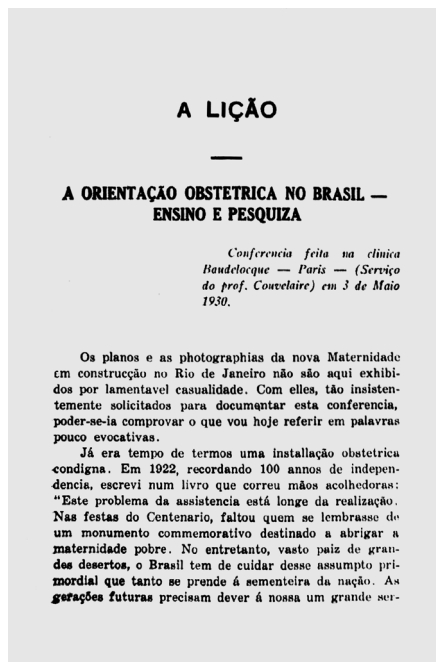 A LIÇÃO
A ORIENTAÇÃO OBSTETRICA NO BRASIL —
ENSINO E PESQUIZA
Conferencia feita na clinica
Baudelocque — Paris — (Serviço
do prof. Couvelaire) em 3 de Maio
1930.
Os planos e as photographias da nova Maternidade
em construcção no Rio de Janeiro não são aqui exhibi-
dos por lamentavel casualidade. Com elles, tão insisten-
temente solicitados para documentar esta conferencia,
poder-se-ia comprovar o que vou hoje referir em palavras
pouco evocativas.
Já era tempo de termos uma installação obstetrica
condigna. Em 1922, recordando 100 annos de indepen-
dencia, escrevi num livro que correu mãos acolhedoras:
"Este problema da assistencia está longe da realização.
Nas festas do Centenario, faltou quem se lembrasse de
um monumento commemorativo destinado a abrigar a
maternidade pobre. No entretanto, vasto paiz de gran-
des desertos, o Brasil tem de cuidar desse assumpto pri-
mordial que tanto se prende á sementeira da nação. As
gerações futuras precisam dever á nossa um grande ser-